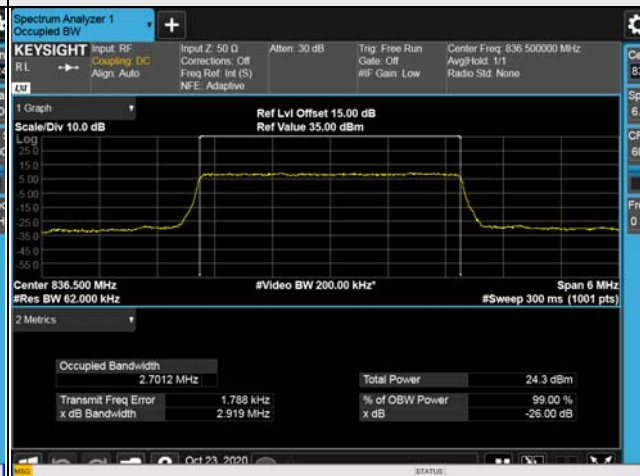 Spectrum Analyzer 1
Occupied BW
+
KEYSIGHT
RL
LXI
Input: RF
Coupling: DC
Align: Auto
Input Z: 50 Ω
Corrections: Off
Freq Ref: Int (S)
NFE: Adaptive
Atten: 30 dB
Trig: Free Run
Gate: Off
#IF Gain: Low
Center Freq: 836.500000 MHz
Avg|Hold: 1/1
Radio Std: None
1 Graph
Scale/Div 10.0 dB
Ref Lvl Offset 15.00 dB
Ref Value 35.00 dBm
Log
25.0
15.0
5.00
-5.00
-15.0
-25.0
-35.0
-45.0
-55.0
Center 836.500 MHz
#Res BW 62.000 kHz
#Video BW 200.00 kHz*
Span 6 MHz
#Sweep 300 ms (1001 pts)
2 Metrics
Occupied Bandwidth
2.7012 MHz
Transmit Freq Error 1.788 kHz
x dB Bandwidth 2.919 MHz
Total Power 24.3 dBm
% of OBW Power 99.00 %
x dB -26.00 dB
Oct 23, 2020
MSG
STATUS